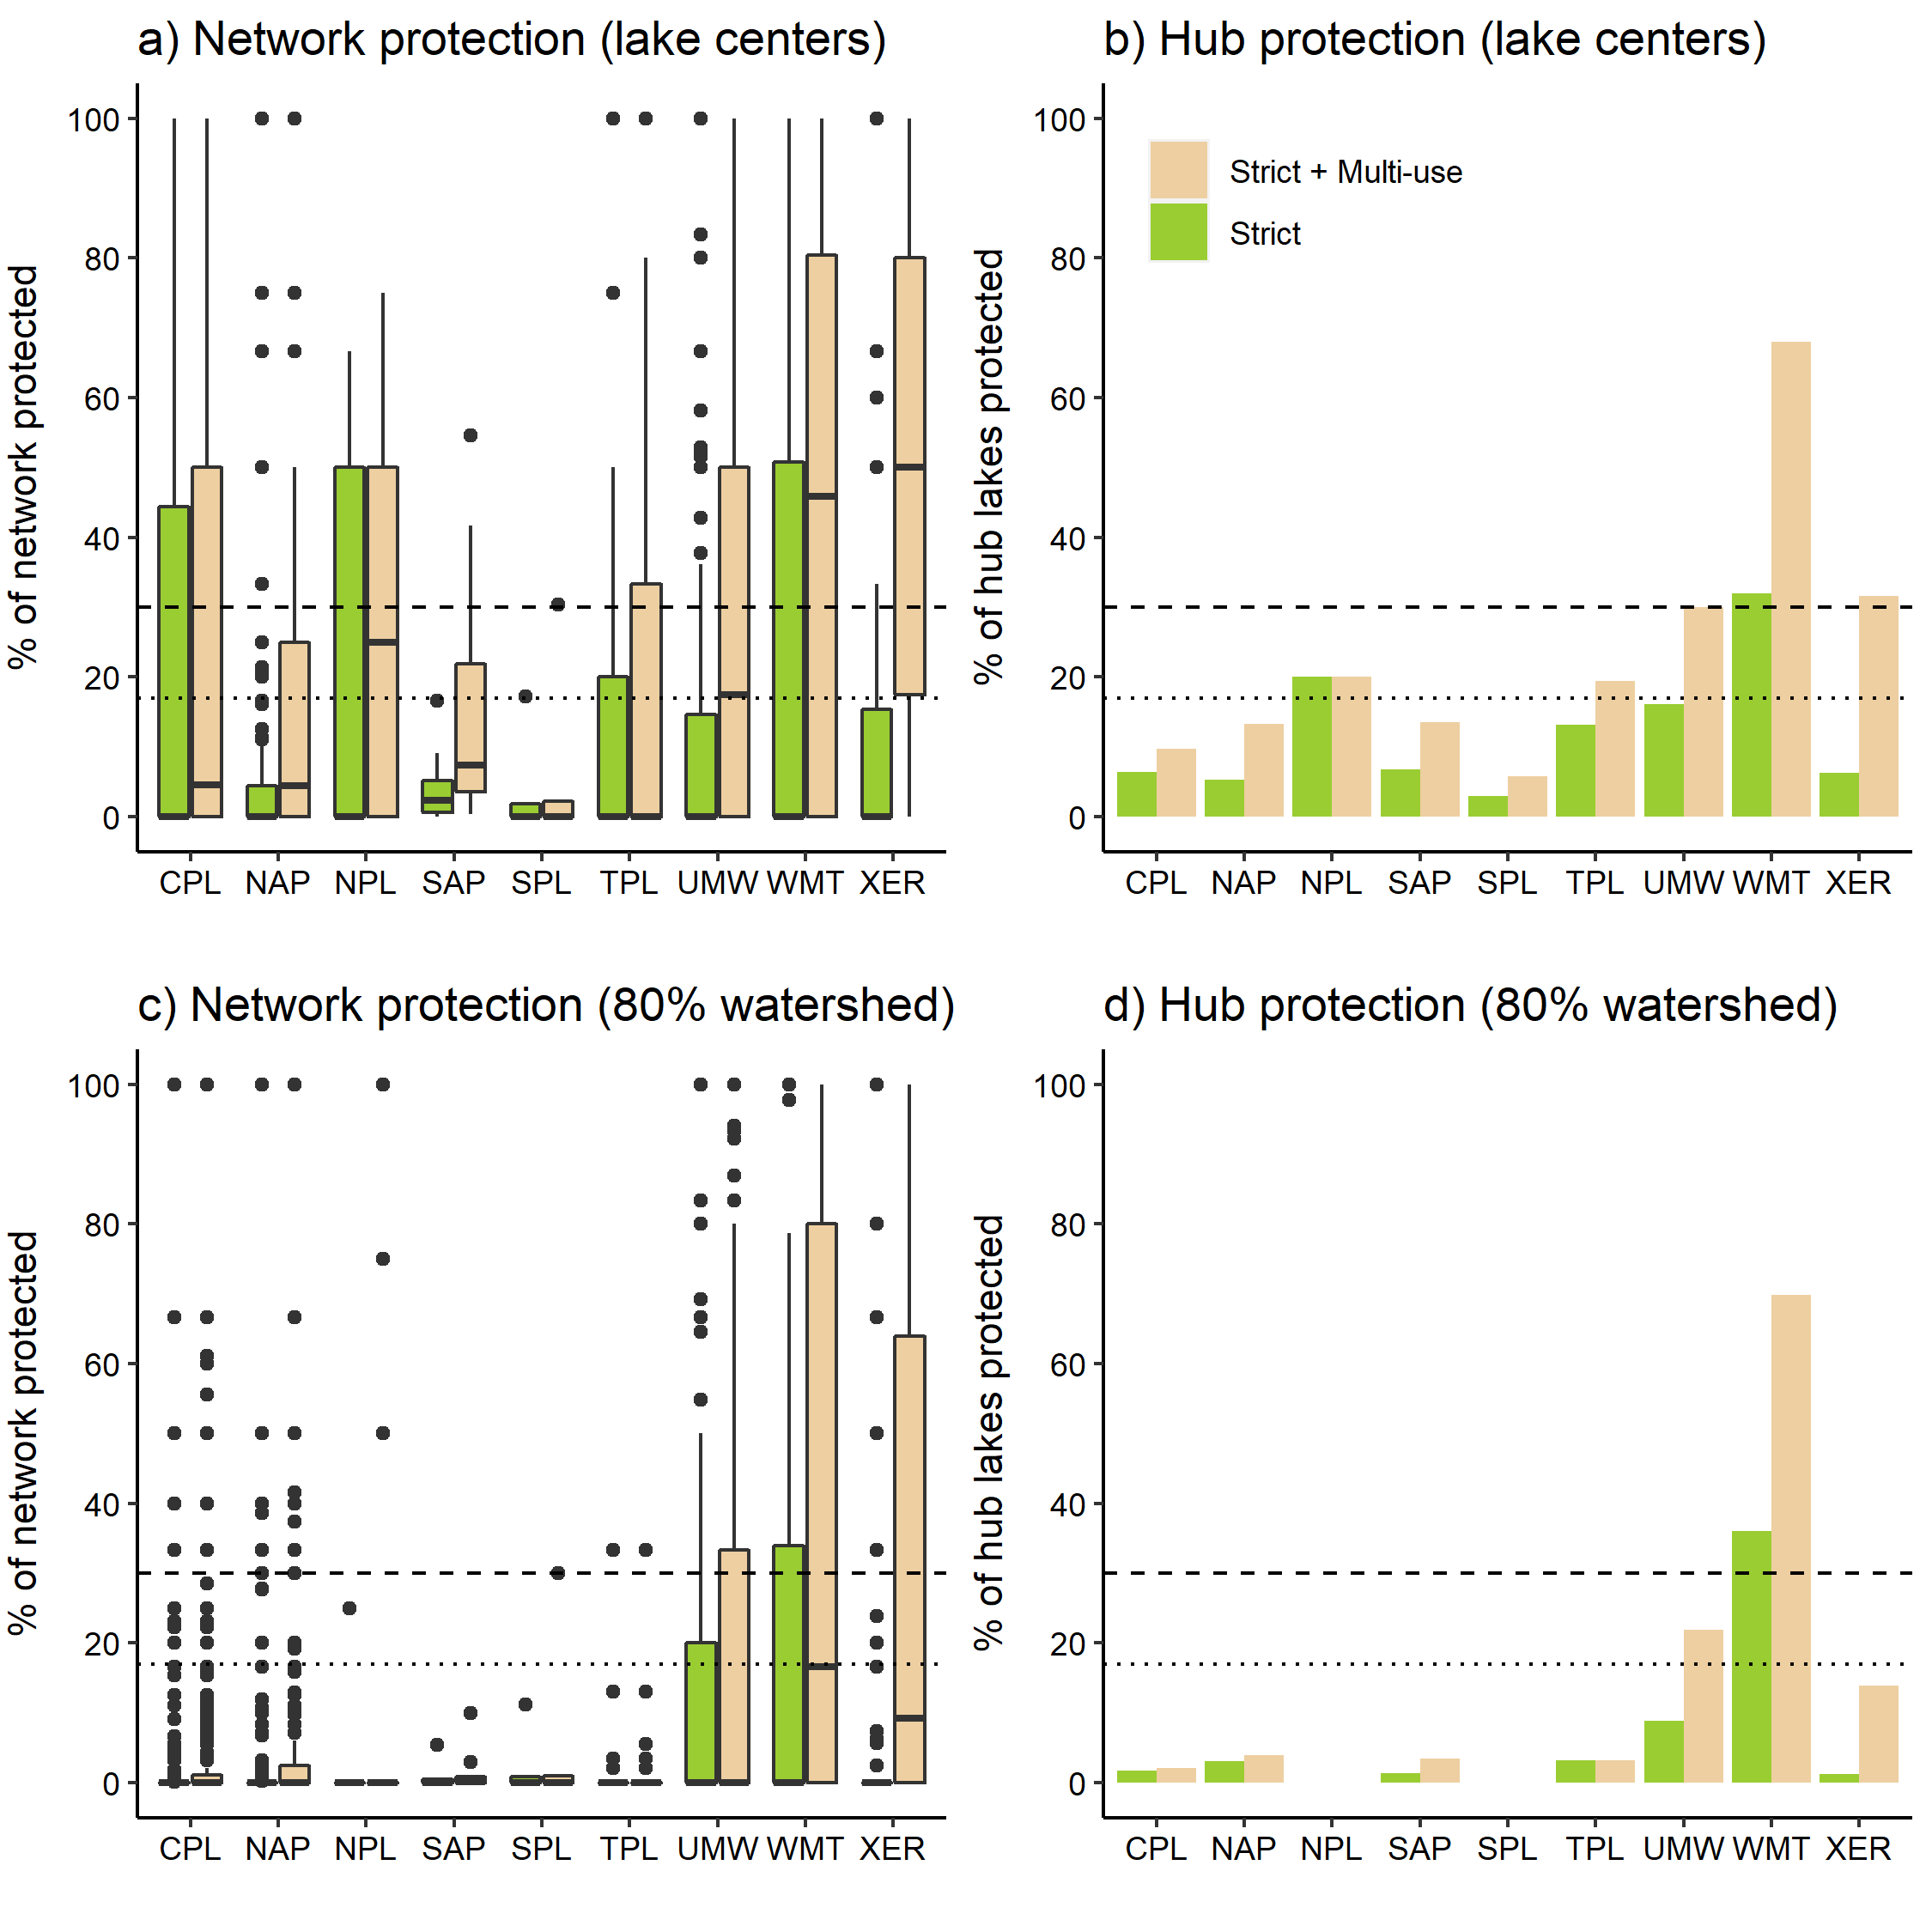 a) Network protection (lake centers)
% of network protected
100
80
60
40
20
0
CPL NAP NPL SAP SPL TPL UMW WMT XER
b) Hub protection (lake centers)
% of hub lakes protected
100
80
60
40
20
0
Strict + Multi-use
Strict
CPL NAP NPL SAP SPL TPL UMW WMT XER
c) Network protection (80% watershed)
% of network protected
100
80
60
40
20
0
CPL NAP NPL SAP SPL TPL UMW WMT XER
d) Hub protection (80% watershed)
% of hub lakes protected
100
80
60
40
20
0
CPL NAP NPL SAP SPL TPL UMW WMT XER